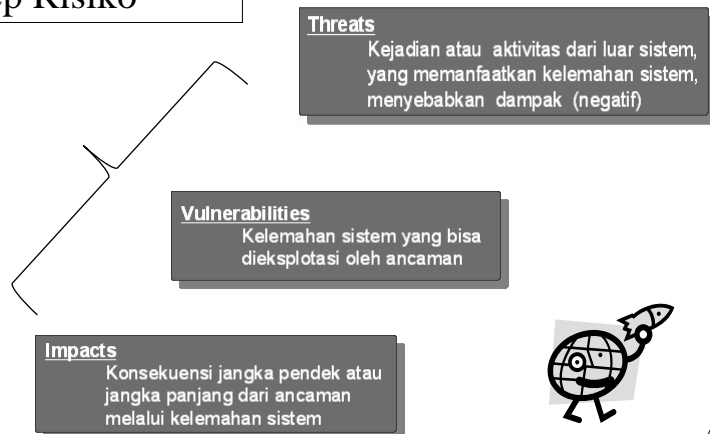 p Risiko
Threats
Kejadian atau aktivitas dari luar sistem,
yang memanfaatkan kelemahan sistem,
menyebabkan dampak (negatif)
Vulnerabilities
Kelemahan sistem yang bisa
dieksplotasi oleh ancaman
Impacts
Konsekuensi jangka pendek atau
jangka panjang dari ancaman
melalui kelemahan sistem